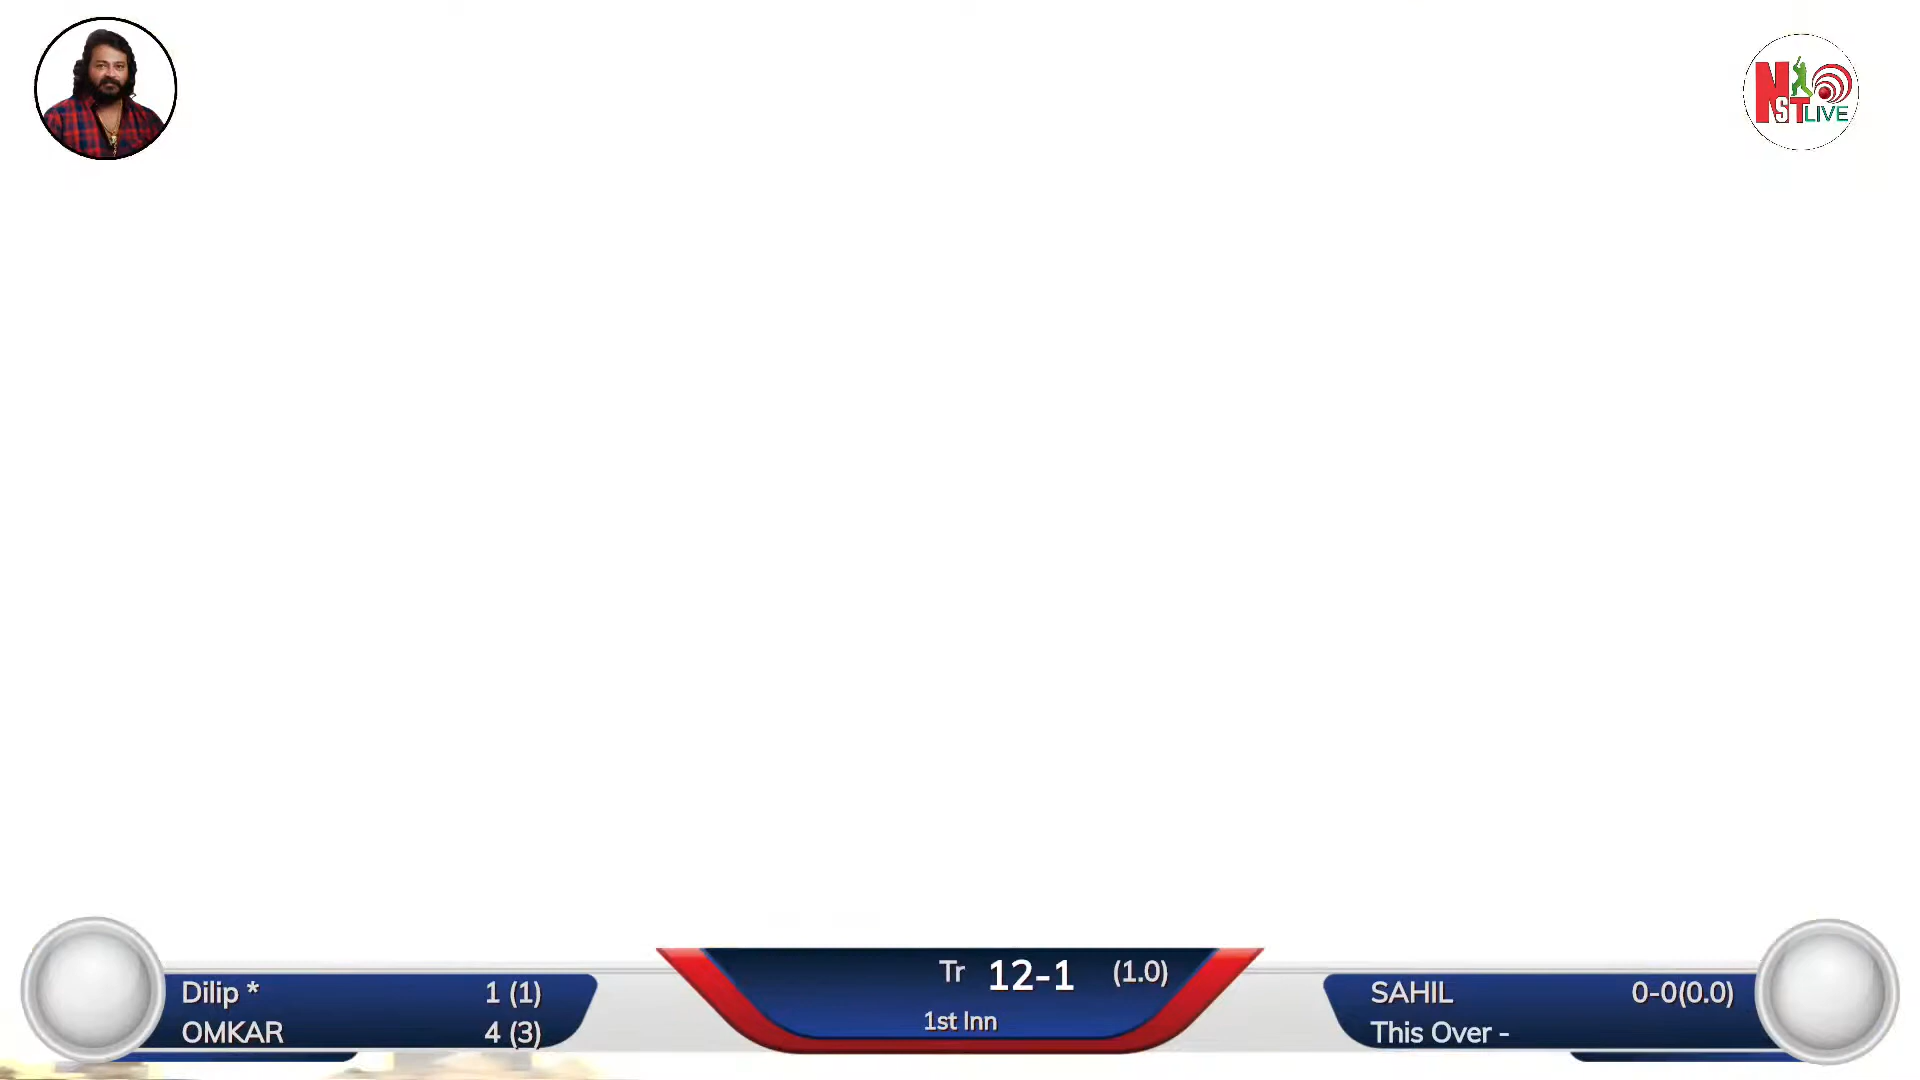 NST LIVE
Dilip * 1 (1)
OMKAR 4 (3)
Tr 12-1 (1.0)
1st Inn
SAHIL 0-0(0.0)
This Over -